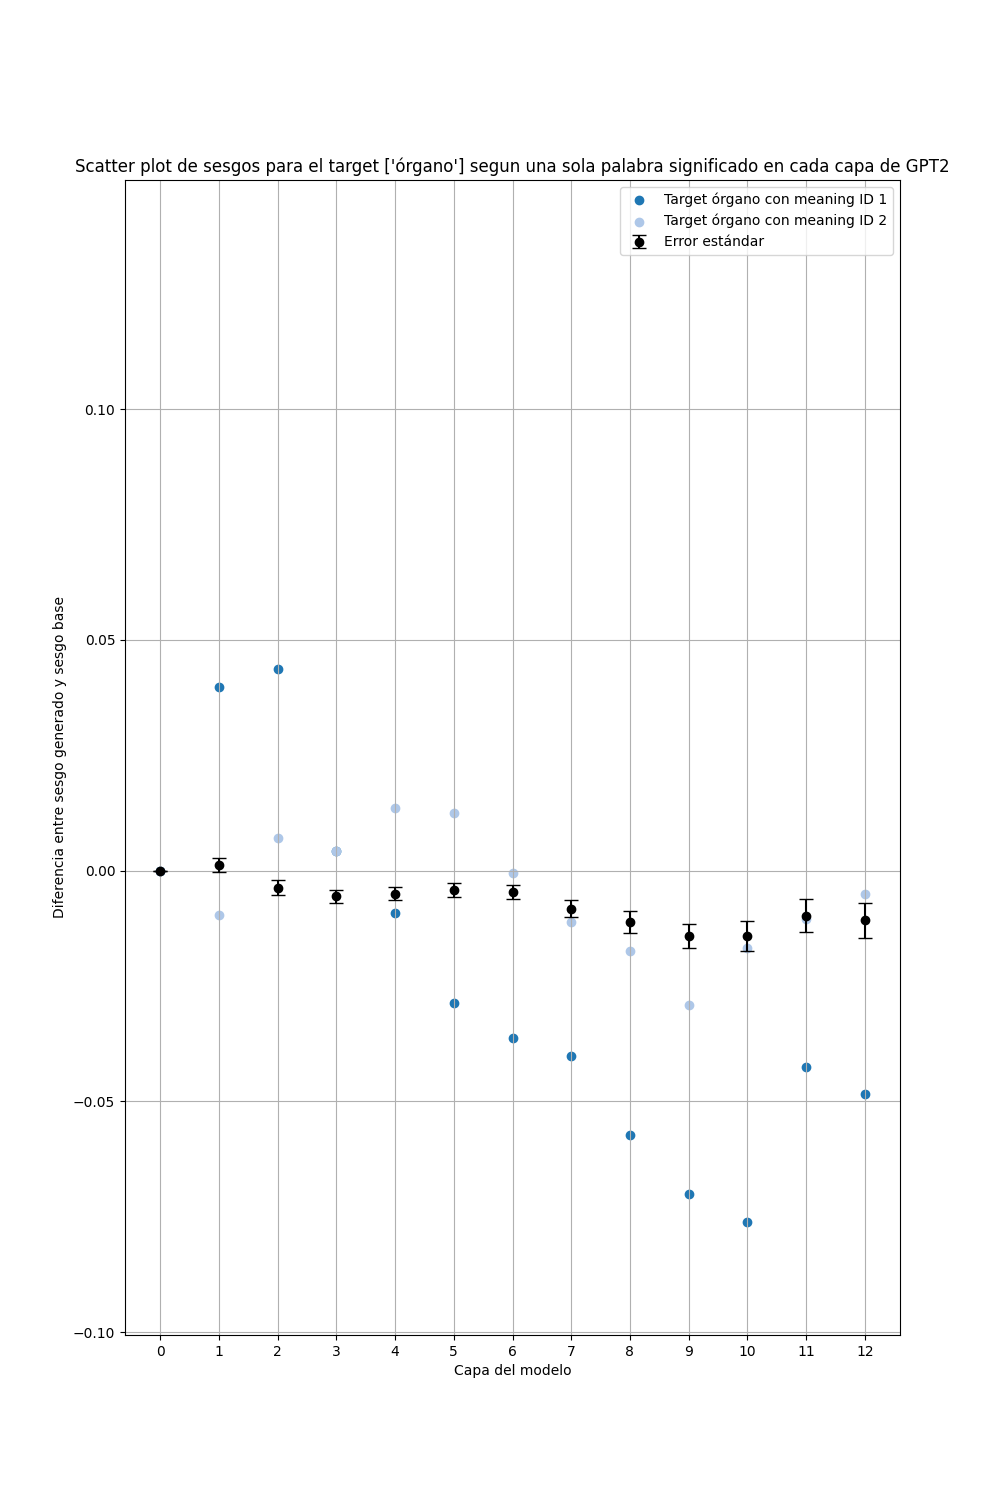 Scatter plot de sesgos para el target ['órgano'] segun una sola palabra significado en cada capa de GPT2
Target órgano con meaning ID 1
Target órgano con meaning ID 2
Error estándar
Diferencia entre sesgo generado y sesgo base
0.10
0.05
0.00
−0.05
−0.10
0 1 2 3 4 5 6 7 8 9 10 11 12
Capa del modelo